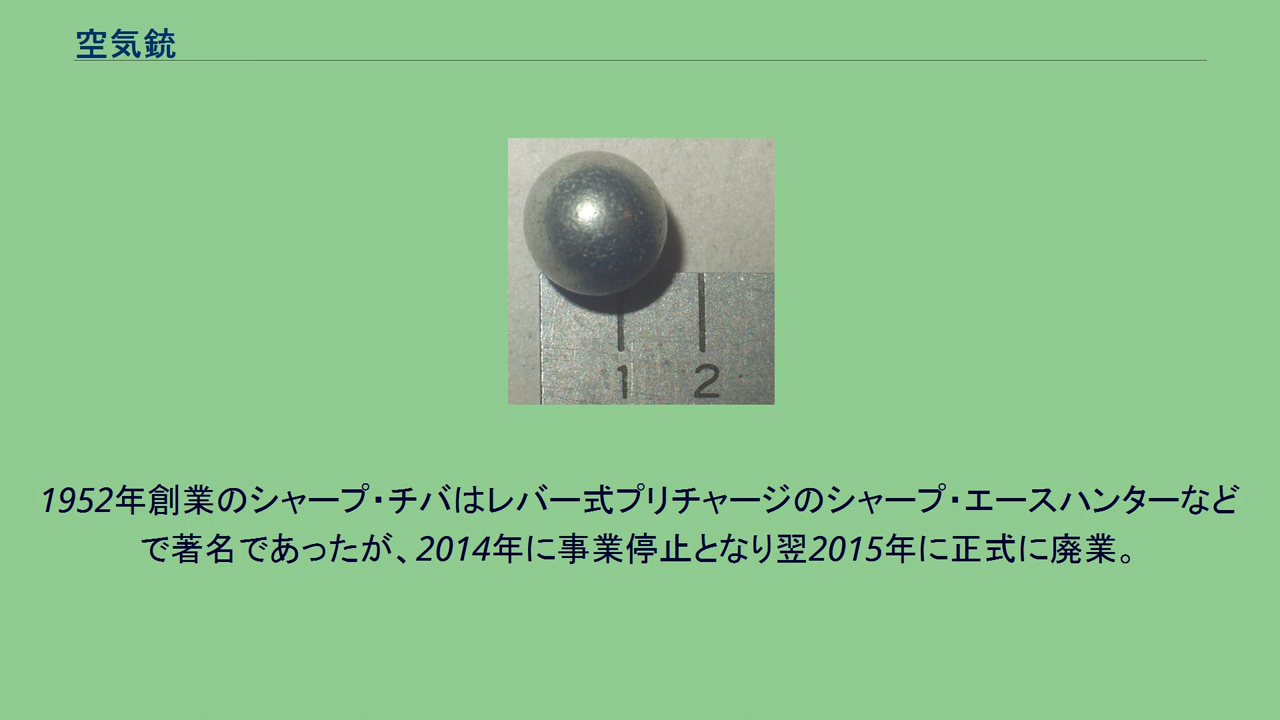 空気銃
1 2
1952年創業のシャープ・チバはレバー式プリチャージのシャープ・エースハンターなど
で著名であったが、2014年に事業停止となり翌2015年に正式に廃業。